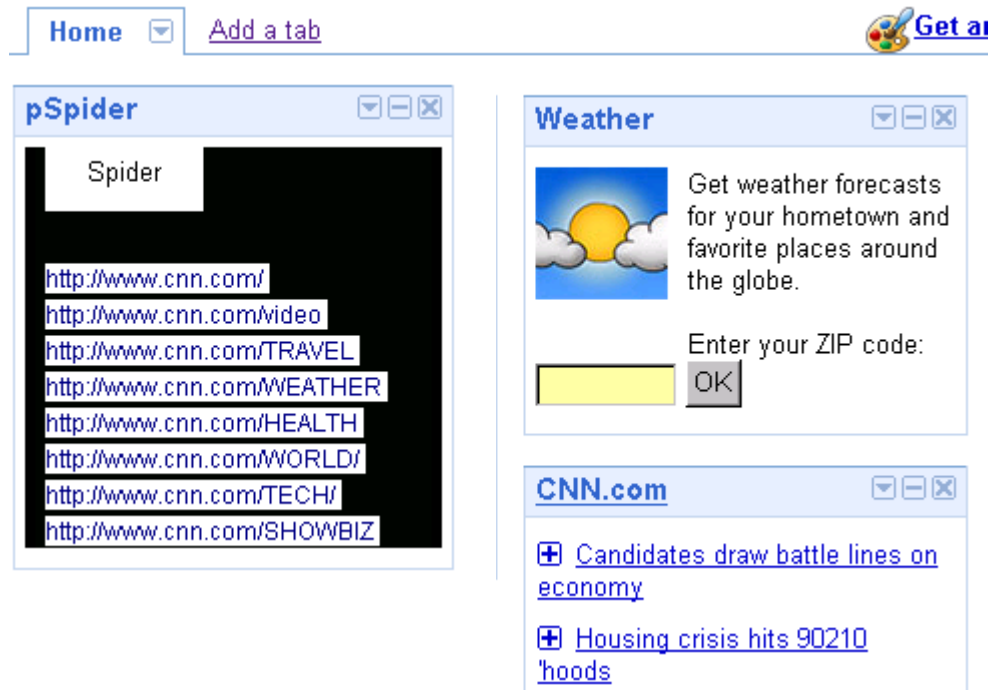 Home
Add a tab
Get
pSpider
Spider
http://www.cnn.com/
http://www.cnn.com/video
http://www.cnn.com/TRAVEL
http://www.cnn.com/WEATHER
http://www.cnn.com/HEALTH
http://www.cnn.com/WORLD/
http://www.cnn.com/TECH/
http://www.cnn.com/SHOWBIZ
Weather
Get weather forecasts
for your hometown and
favorite places around
the globe.
Enter your ZIP code:
OK
CNN.com
Candidates draw battle lines on
economy
Housing crisis hits 90210
'hoods